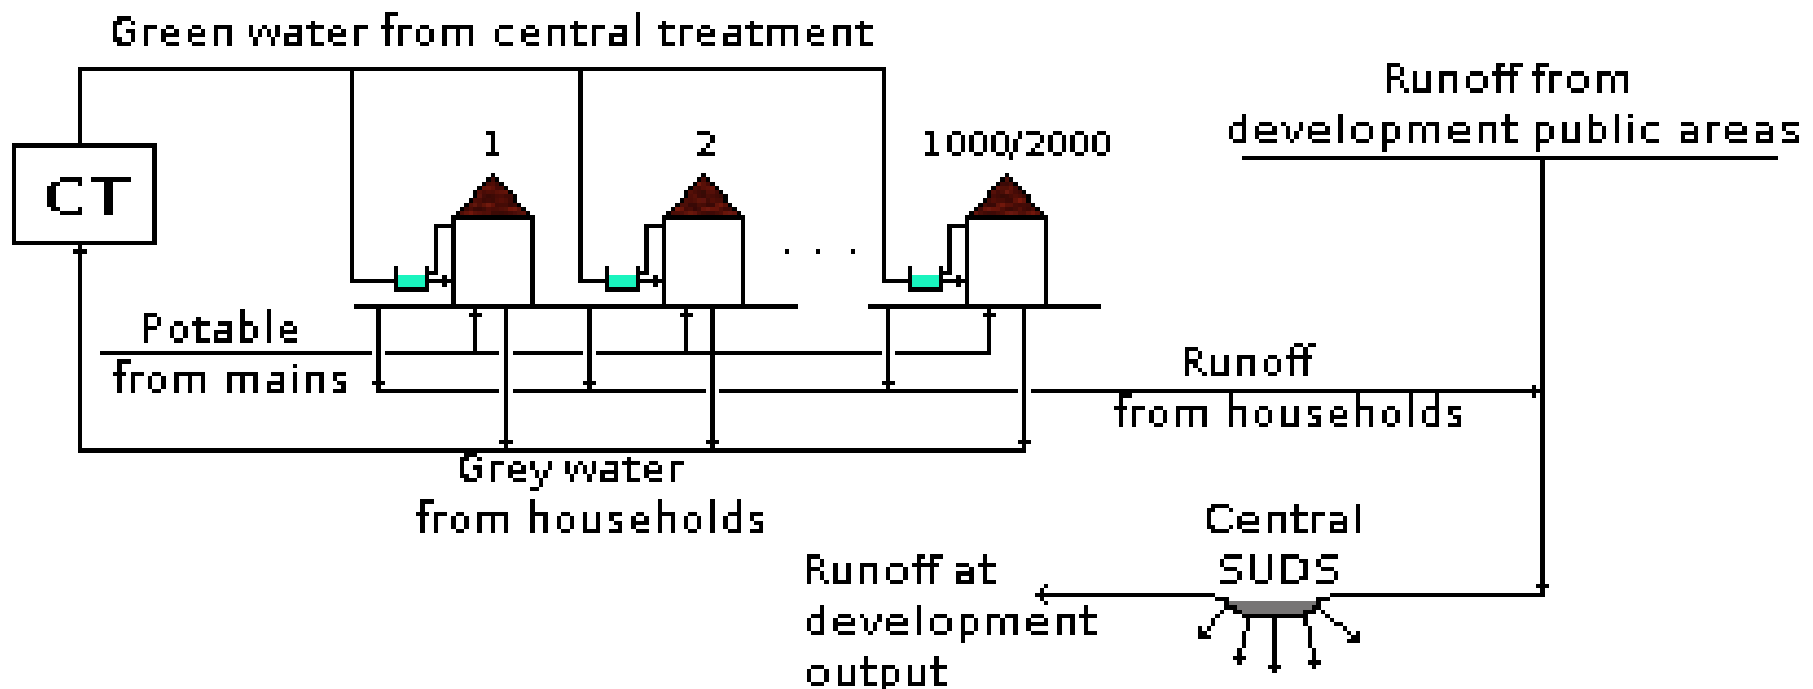 Green water from central treatment
Runoff from
development public areas
1
2
1000/2000
CT
. . .
Potable
from mains
Runoff
from households
Grey water
from households
Central
SUDS
Runoff at
development
output